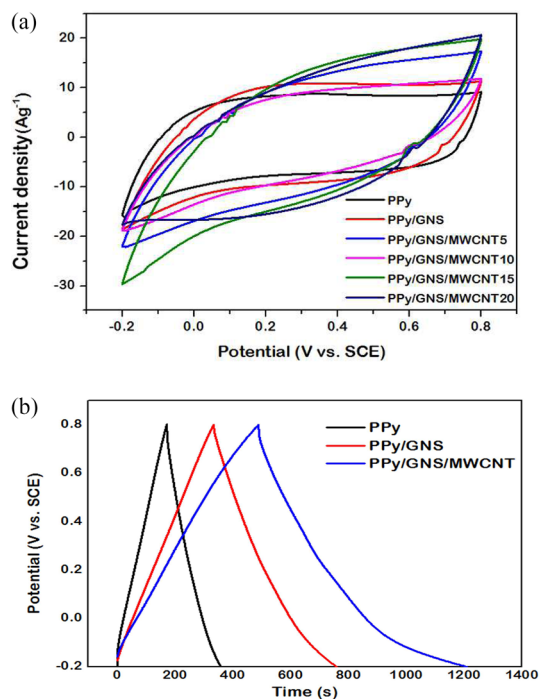 (a)
20
10
0
-10
-20
-30
Current density (Ag-1)
PPy
PPy/GNS
PPy/GNS/MWCNT5
PPy/GNS/MWCNT10
PPy/GNS/MWCNT15
PPy/GNS/MWCNT20
-0.2 0.0 0.2 0.4 0.6 0.8
Potential (V vs. SCE)
(b)
0.8
0.6
0.4
0.2
0.0
-0.2
Potential (V vs. SCE)
PPy
PPy/GNS
PPy/GNS/MWCNT
0 200 400 600 800 1000 1200 1400
Time (s)